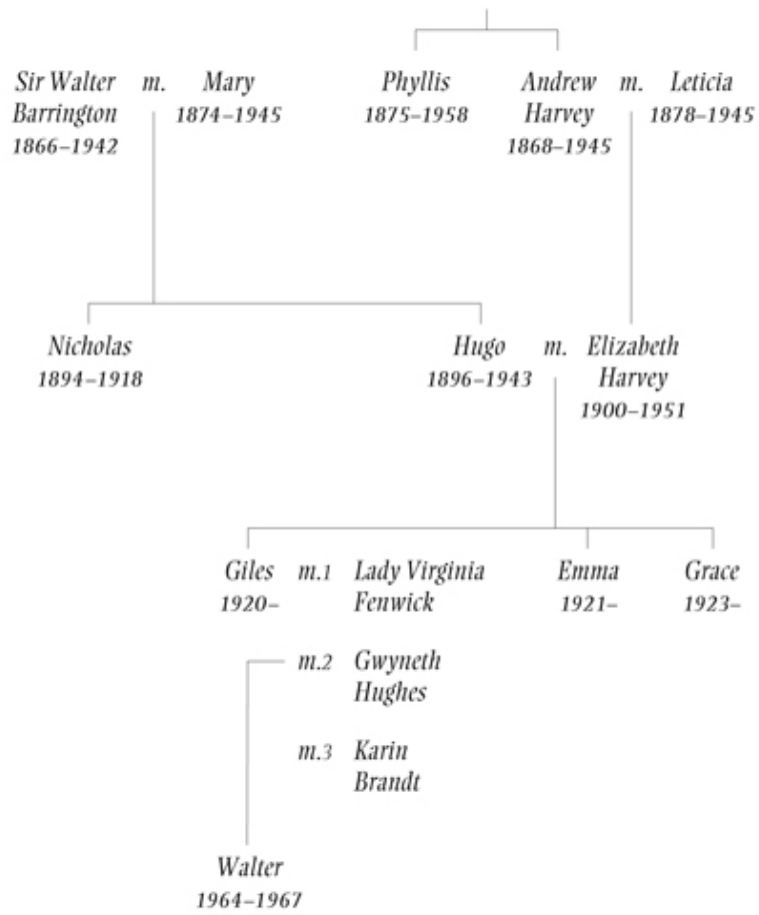 Sir Walter m. Mary Phyllis Andrew m. Leticia
Barrington 1874–1945 1875–1958 Harvey 1878–1945
1866–1942 1868–1945
Nicholas Hugo m. Elizabeth
1894–1918 1896–1943 Harvey
1900–1951
Giles m.1 Lady Virginia Emma Grace
1920– Fenwick 1921– 1923–
m.2 Gwyneth
Hughes
m.3 Karin
Brandt
Walter
1964–1967